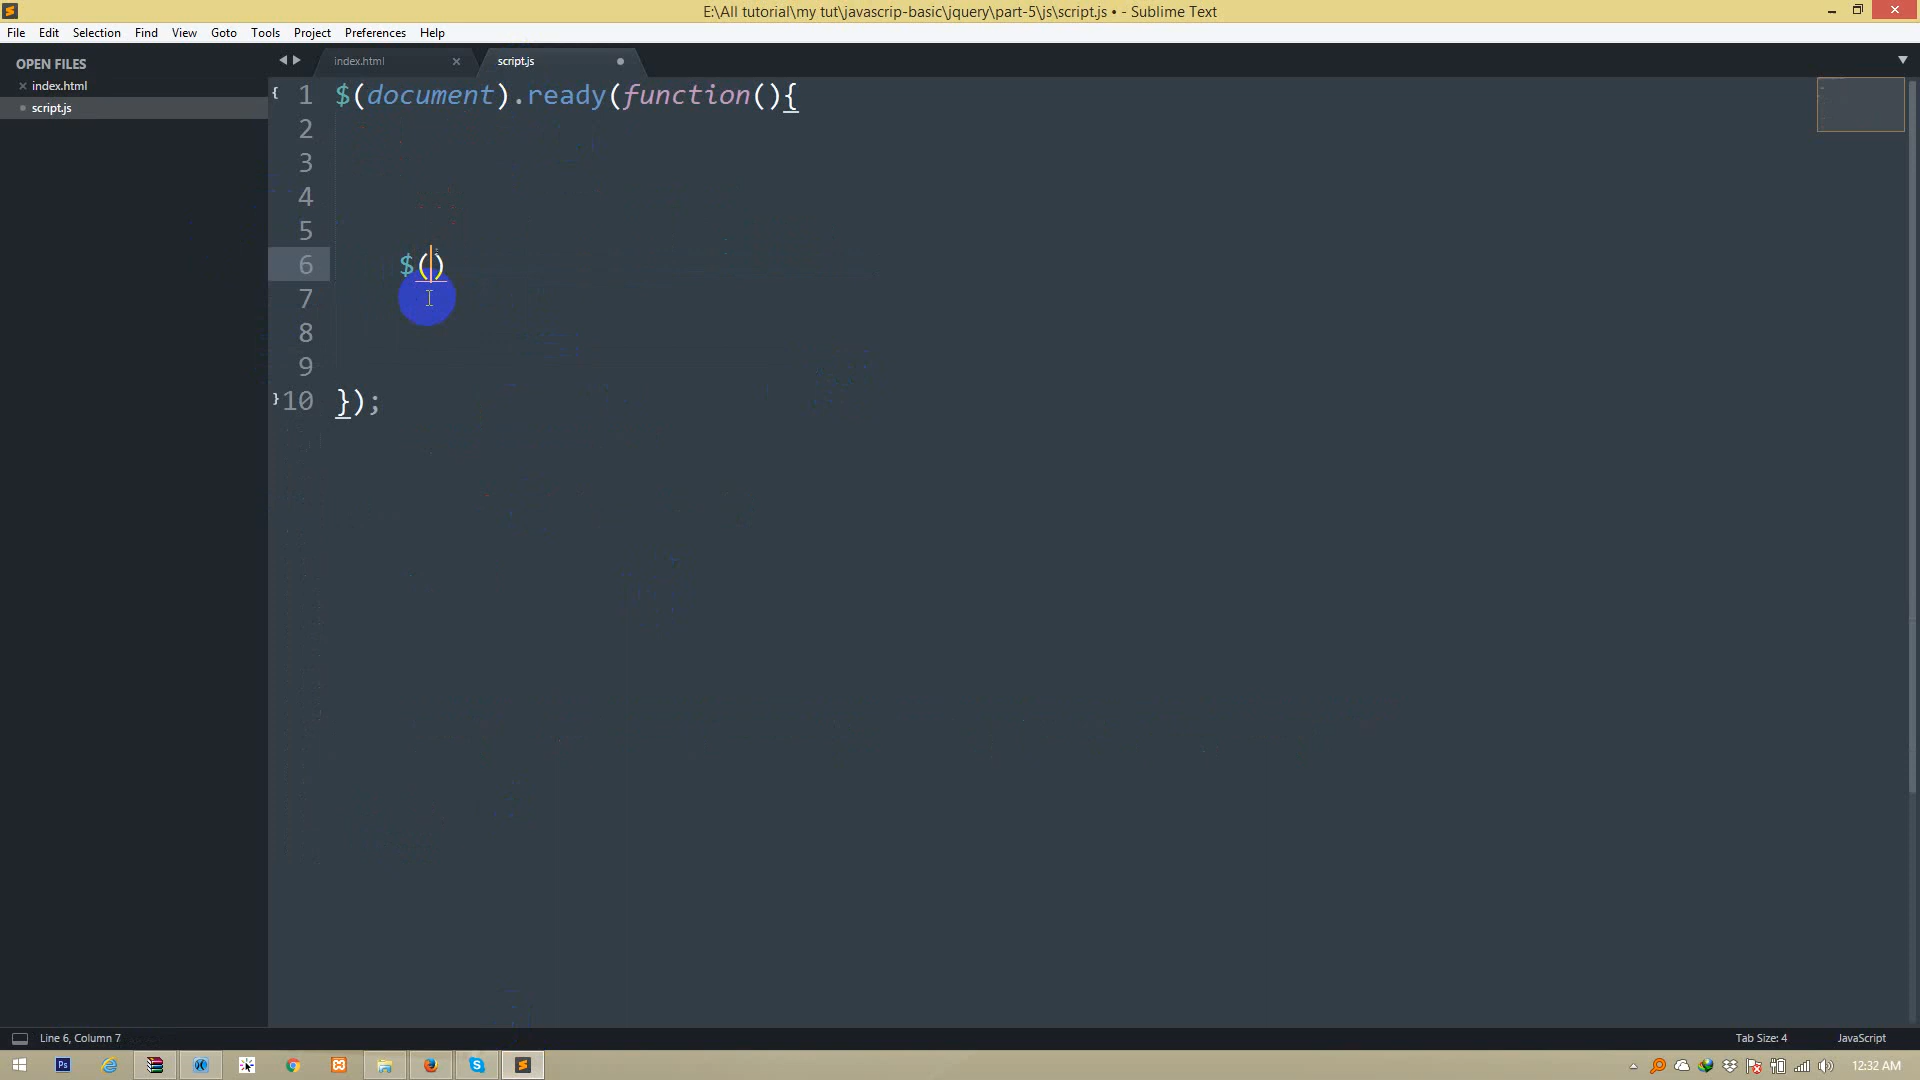 E:\All tutorial\my tut\javascrip-basic\jquery\part-5\js\script.js • - Sublime Text
File Edit Selection Find View Goto Tools Project Preferences Help
OPEN FILES
index.html
script.js
index.html script.js
1 $(document).ready(function(){
2
3
4
5
6 $()
7
8
9
10 });
Line 6, Column 7
Tab Size: 4
JavaScript
Ps
12:32 AM